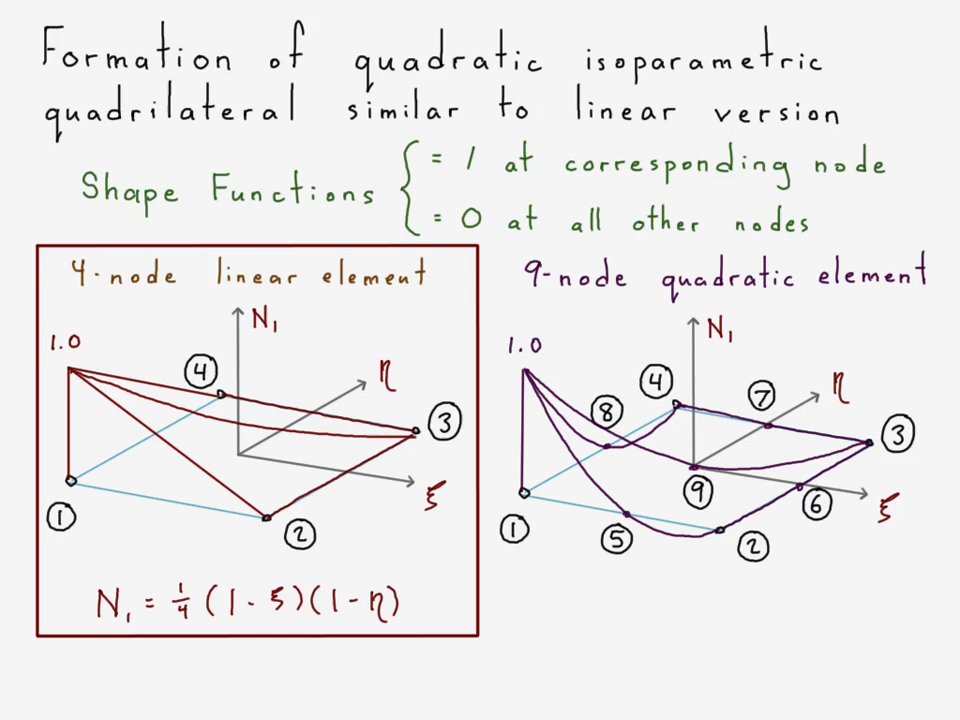 Formation of quadratic isoparametric
quadrilateral similar to linear version
Shape Functions { = 1 at corresponding node
= 0 at all other nodes
4-node linear element
N₁
1.0
④
η
③
ξ
①
②
N₁ = ¼ (1 - ξ)(1 - η)
9-node quadratic element
N₁
1.0
④
⑦
η
⑧
③
⑨
⑥
ξ
①
⑤
②